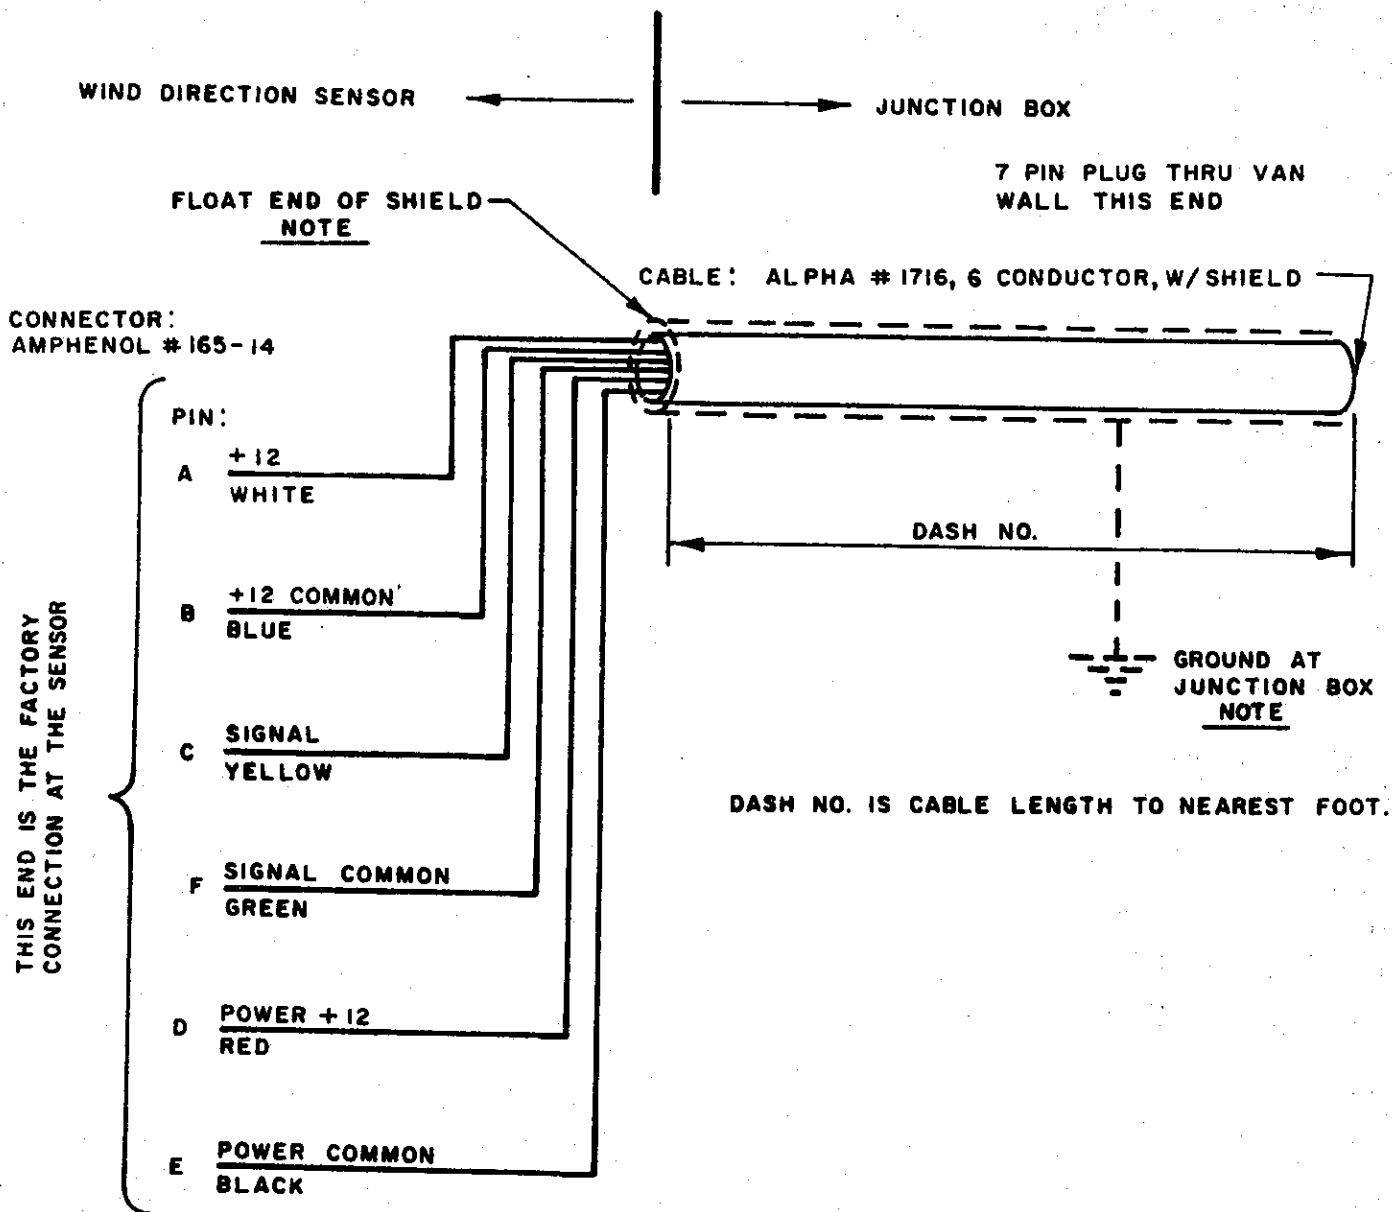 WIND DIRECTION SENSOR
JUNCTION BOX
7 PIN PLUG THRU VAN
WALL THIS END
FLOAT END OF SHIELD
NOTE
CABLE: ALPHA # 1716, 6 CONDUCTOR, W/SHIELD
CONNECTOR:
AMPHENOL # 165-14
PIN:
A +12
WHITE
B +12 COMMON
BLUE
C SIGNAL
YELLOW
F SIGNAL COMMON
GREEN
D POWER +12
RED
E POWER COMMON
BLACK
THIS END IS THE FACTORY
CONNECTION AT THE SENSOR
DASH NO.
GROUND AT
JUNCTION BOX
NOTE
DASH NO. IS CABLE LENGTH TO NEAREST FOOT.